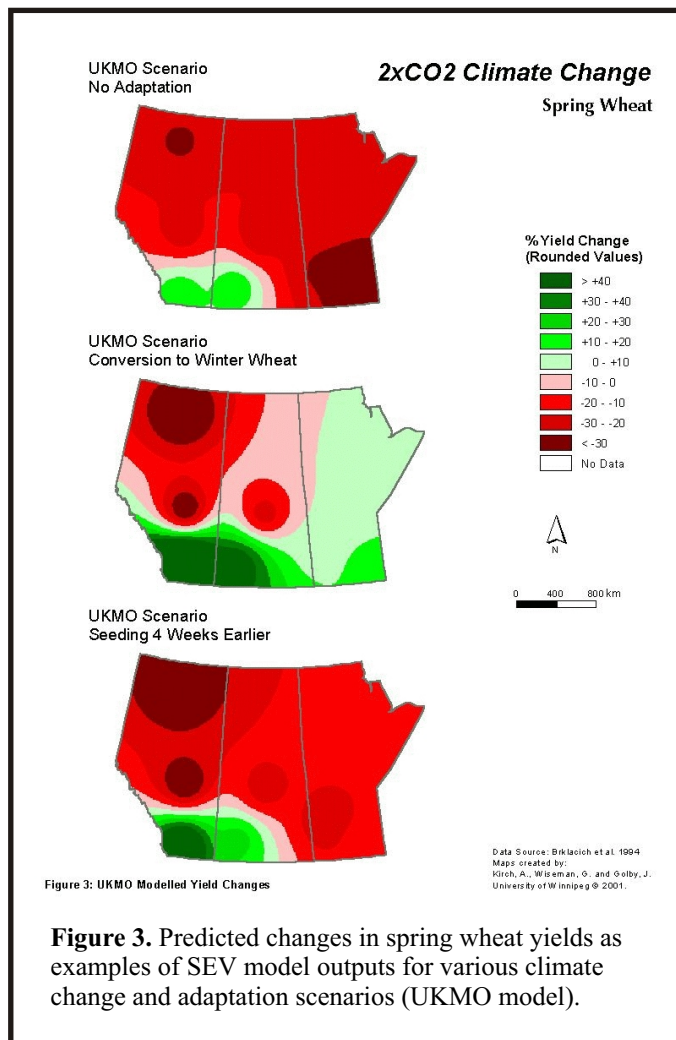 UKMO Scenario
No Adaptation
2xCO2 Climate Change
Spring Wheat
% Yield Change
(Rounded Values)
> +40
+30 - +40
+20 - +30
+10 - +20
0 - +10
-10 - 0
-20 - -10
-30 - -20
< -30
No Data
UKMO Scenario
Conversion to Winter Wheat
N
0 400 800 km
UKMO Scenario
Seeding 4 Weeks Earlier
Data Source: Brklacich et al. 1994
Maps created by:
Kirch, A., Wiseman, G. and Golby, J.
University of Winnipeg © 2001.
Figure 3: UKMO Modelled Yield Changes
Figure 3. Predicted changes in spring wheat yields as
examples of SEV model outputs for various climate
change and adaptation scenarios (UKMO model).